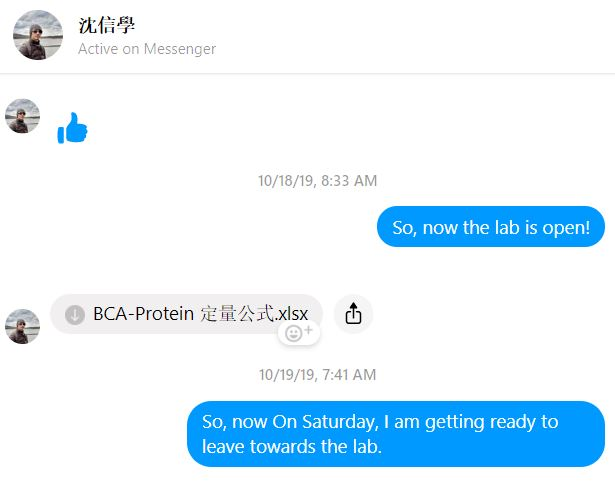 沈信學
Active on Messenger
10/18/19, 8:33 AM
So, now the lab is open!
BCA-Protein 定量公式.xlsx
10/19/19, 7:41 AM
So, now On Saturday, I am getting ready to
leave towards the lab.